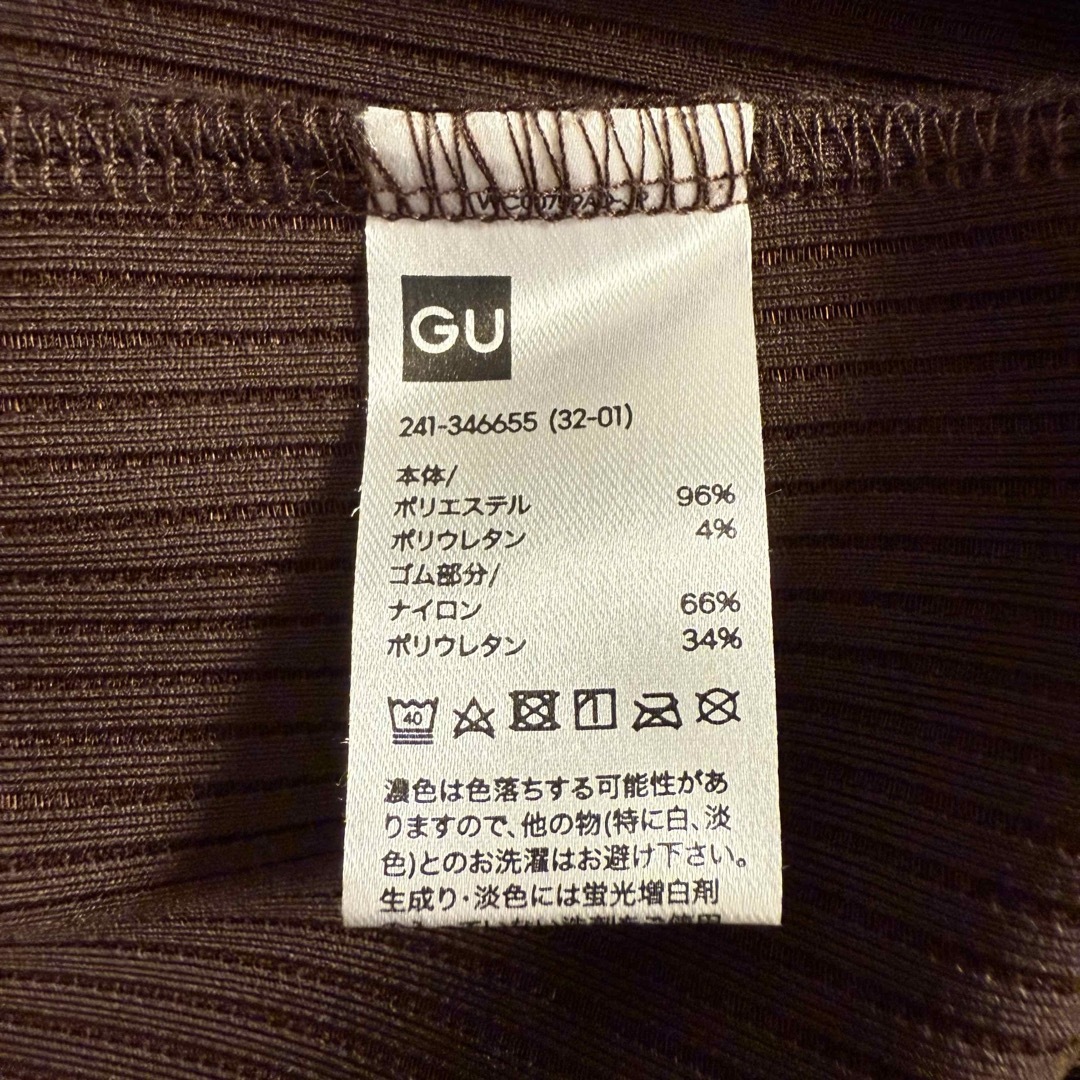 GU
241-346655 (32-01)
本体/
ポリエステル 96%
ポリウレタン 4%
ゴム部分/
ナイロン 66%
ポリウレタン 34%
40
濃色は色落ちする可能性があ
りますので、他の物(特に白、淡
色)とのお洗濯はお避け下さい。
生成り・淡色には蛍光増白剤